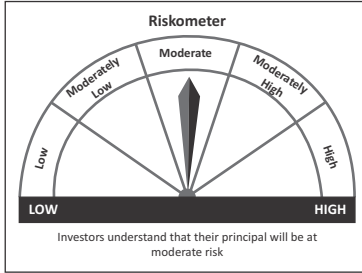 Riskometer
Moderate
Moderately
Low
Moderately
High
Low
High
LOW
HIGH
Investors understand that their principal will be at
moderate risk